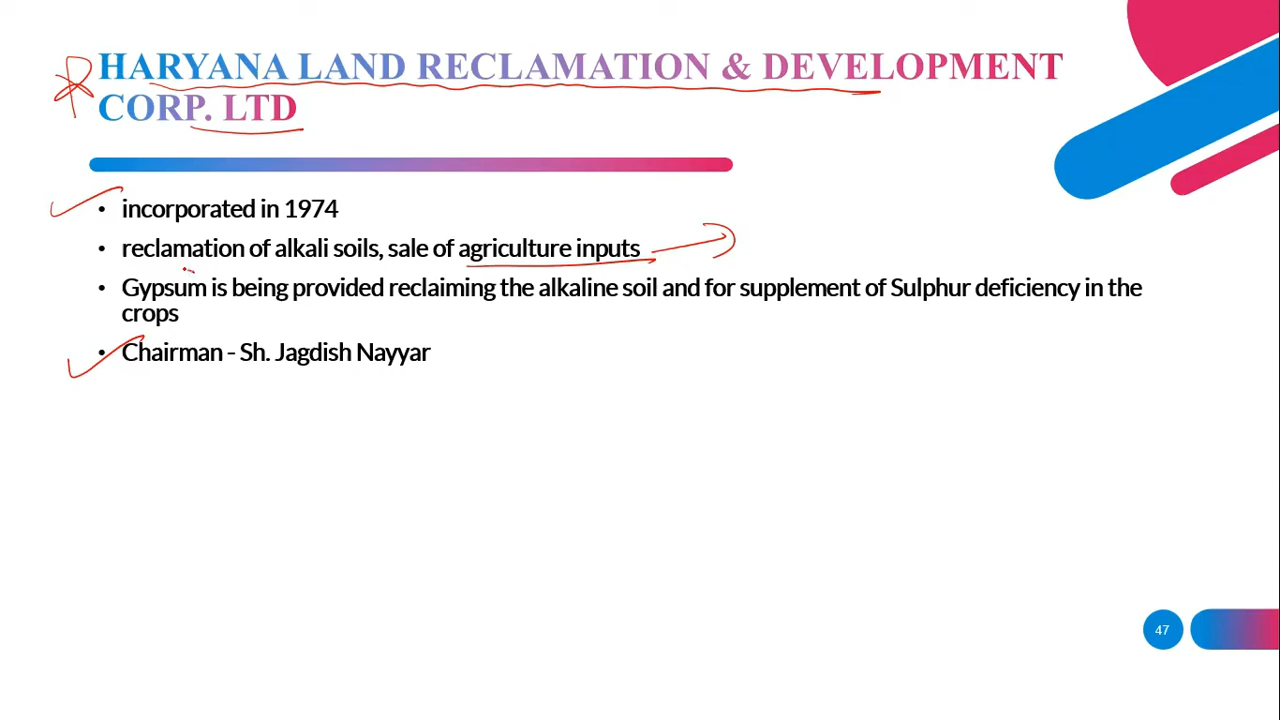 HARYANA LAND RECLAMATION & DEVELOPMENT
CORP. LTD
• incorporated in 1974
• reclamation of alkali soils, sale of agriculture inputs
• Gypsum is being provided reclaiming the alkaline soil and for supplement of Sulphur deficiency in the
crops
• Chairman - Sh. Jagdish Nayyar
47